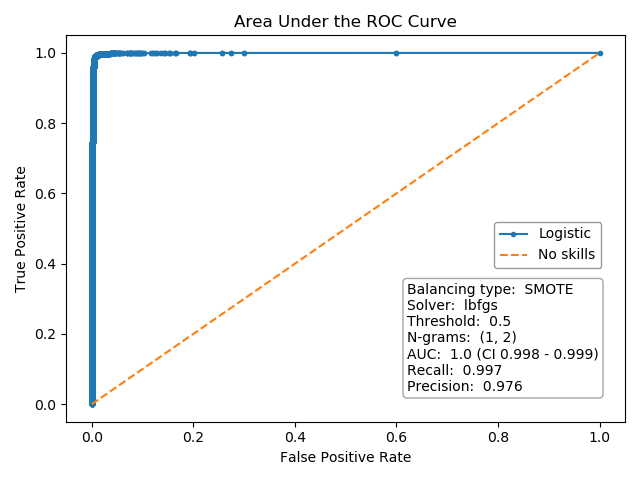 Area Under the ROC Curve
True Positive Rate
1.0
0.8
0.6
0.4
0.2
0.0
Logistic
No skills
Balancing type:  SMOTE
Solver:  lbfgs
Threshold:  0.5
N-grams:  (1, 2)
AUC:  1.0 (CI 0.998 - 0.999)
Recall:  0.997
Precision:  0.976
0.0 0.2 0.4 0.6 0.8 1.0
False Positive Rate